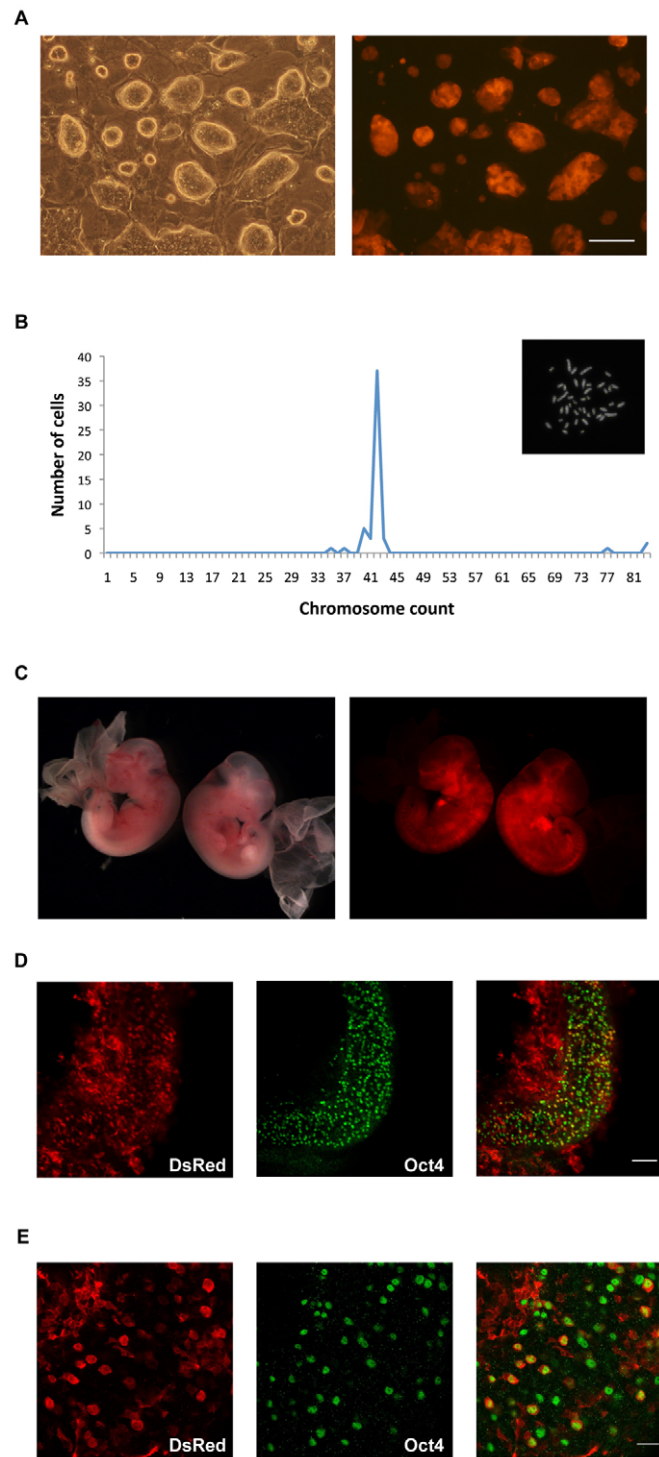 A
B
40
35
30
25
20
15
10
5
0
Number of cells
1 5 9 13 17 21 25 29 33 37 41 45 49 53 57 61 65 69 73 77 81
Chromosome count
C
D
DsRed
Oct4
E
DsRed
Oct4